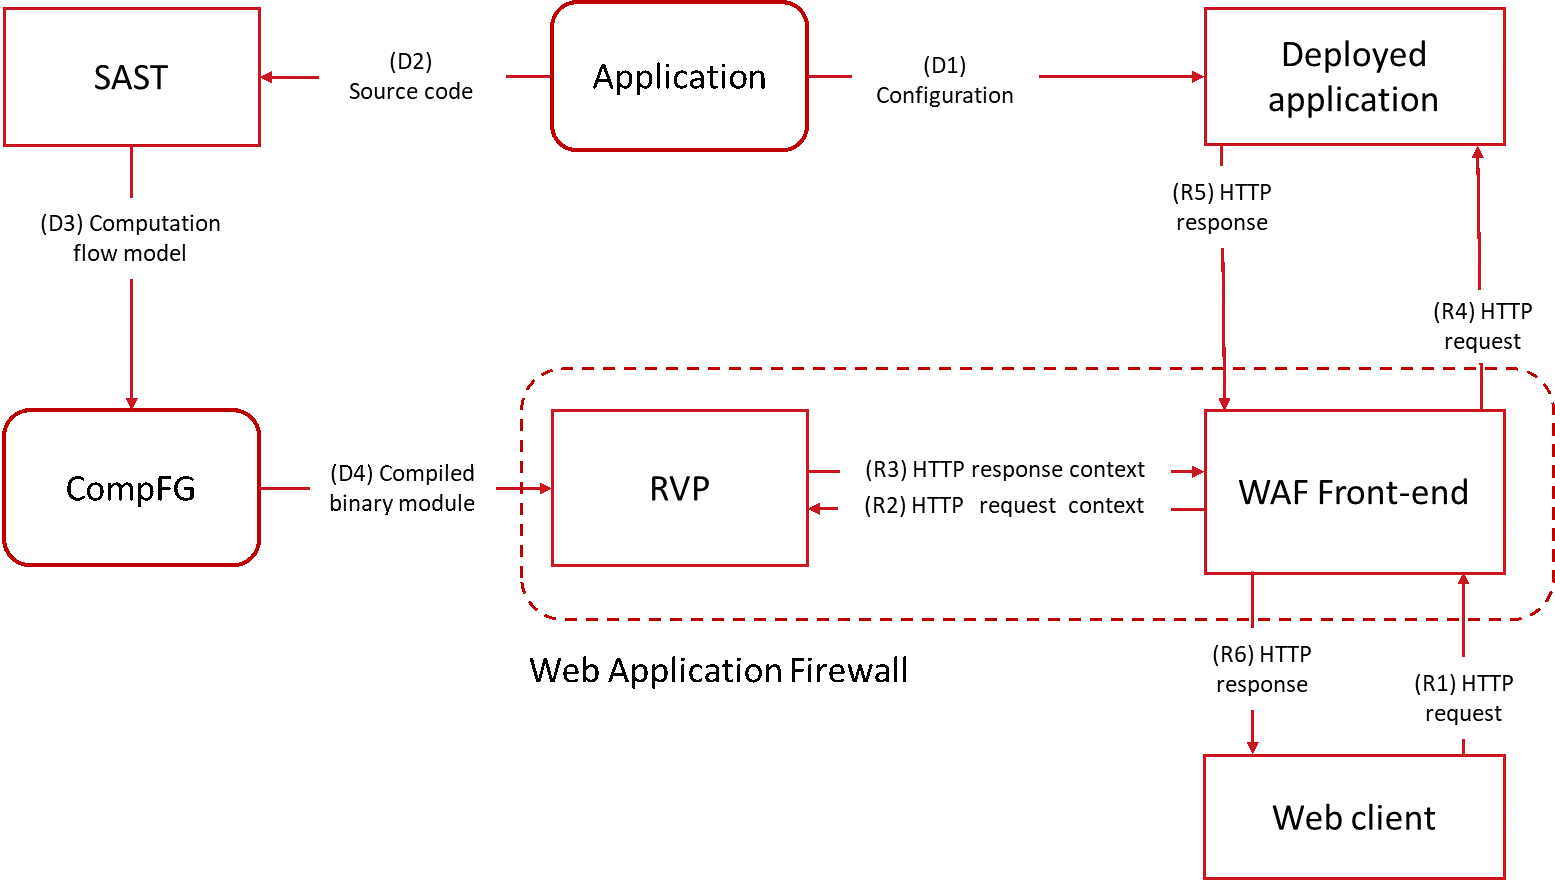 SAST
(D2)
Source code
Application
(D1)
Configuration
Deployed
application
(D3) Computation
flow model
(R5) HTTP
response
(R4) HTTP
request
CompFG
(D4) Compiled
binary module
RVP
(R3) HTTP response context
(R2) HTTP request context
WAF Front-end
Web Application Firewall
(R6) HTTP
response
(R1) HTTP
request
Web client